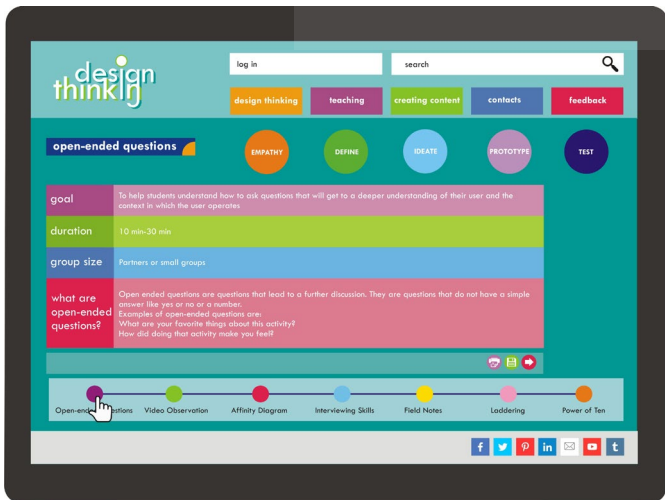 design
thinking
log in
search
design thinking
teaching
creating content
contacts
feedback
open-ended questions
EMPATHY
DEFINE
IDEATE
PROTOTYPE
TEST
goal
To help students understand how to ask questions that will get to a deeper understanding of their user and the
context in which the user operates
duration
10 min-30 min
group size
Partners or small groups
what are
open-ended
questions?
Open ended questions are questions that lead to a further discussion. They are questions that do not have a simple
answer like yes or no or a number.
Examples of open-ended questions are:
What are your favorite things about this activity?
How did doing that activity make you feel?
Open-ended Questions
Video Observation
Affinity Diagram
Interviewing Skills
Field Notes
Laddering
Power of Ten
f
in
t